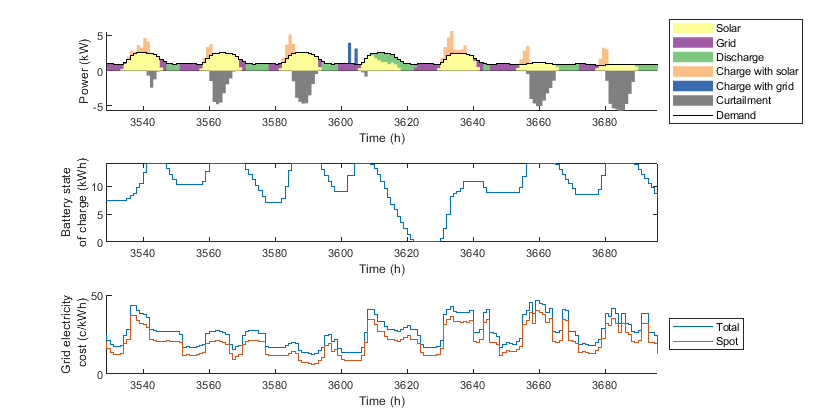 Power (kW)
5
0
-5
3540 3560 3580 3600 3620 3640 3660 3680
Time (h)
Solar
Grid
Discharge
Charge with solar
Charge with grid
Curtailment
Demand
Battery state
of charge (kWh)
10
5
0
3540 3560 3580 3600 3620 3640 3660 3680
Time (h)
Grid electricity
cost (c/kWh)
50
0
3540 3560 3580 3600 3620 3640 3660 3680
Time (h)
Total
Spot